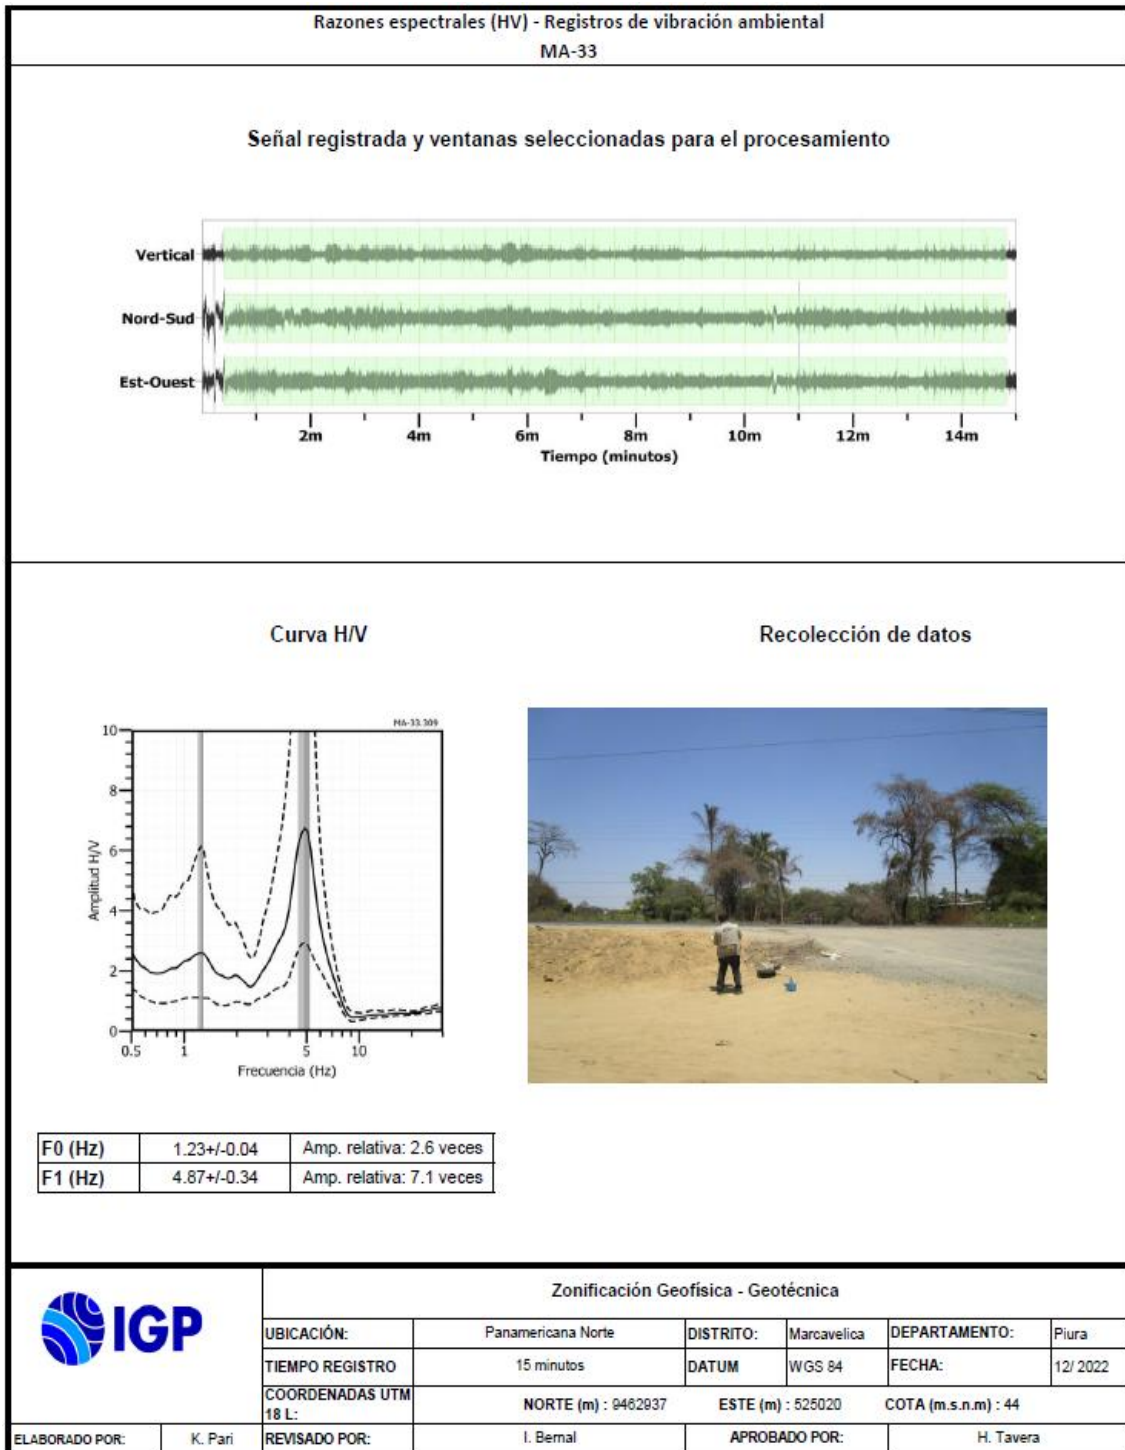 Razones espectrales (HV) - Registros de vibración ambiental
MA-33
Señal registrada y ventanas seleccionadas para el procesamiento
Vertical
Nord-Sud
Est-Ouest
2m 4m 6m 8m 10m 12m 14m
Tiempo (minutos)
Curva H/V
Recolección de datos
MA-33.309
10
8
6
4
2
0
Amplitud H/V
0.5 1 5 10
Frecuencia (Hz)
F0 (Hz) 1.23+/-0.04 Amp. relativa: 2.6 veces
F1 (Hz) 4.87+/-0.34 Amp. relativa: 7.1 veces
IGP
Zonificación Geofísica - Geotécnica
UBICACIÓN: Panamericana Norte DISTRITO: Marcavelica DEPARTAMENTO: Piura
TIEMPO REGISTRO 15 minutos DATUM WGS 84 FECHA: 12/ 2022
COORDENADAS UTM
18 L: NORTE (m) : 9462937 ESTE (m) : 525020 COTA (m.s.n.m) : 44
ELABORADO POR: K. Pari REVISADO POR: I. Bernal APROBADO POR: H. Tavera